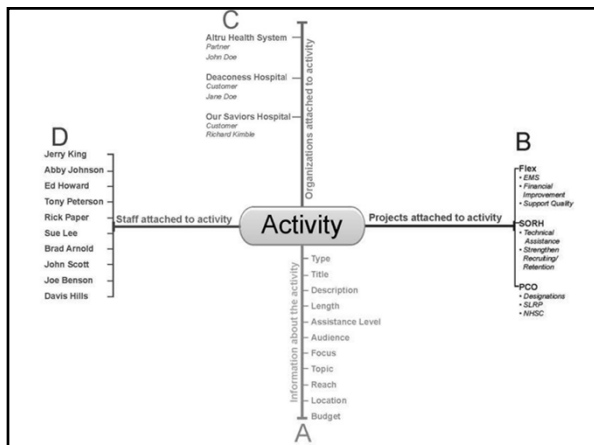 C
Altru Health System
Partner
John Doe
Deaconess Hospital
Customer
Jane Doe
Our Saviors Hospital
Customer
Richard Kimble
Organizations attached to activity
D
Jerry King
Abby Johnson
Ed Howard
Tony Peterson
Rick Paper
Sue Lee
Brad Arnold
John Scott
Joe Benson
Davis Hills
Staff attached to activity
Activity
Projects attached to activity
B
Flex
• EMS
• Financial
Improvement
• Support Quality
SORH
• Technical
Assistance
• Strengthen
Recruiting/
Retention
PCO
• Designations
• SLRP
• NHSC
Information about the activity
Type
Title
Description
Length
Assistance Level
Audience
Focus
Topic
Reach
Location
Budget
A